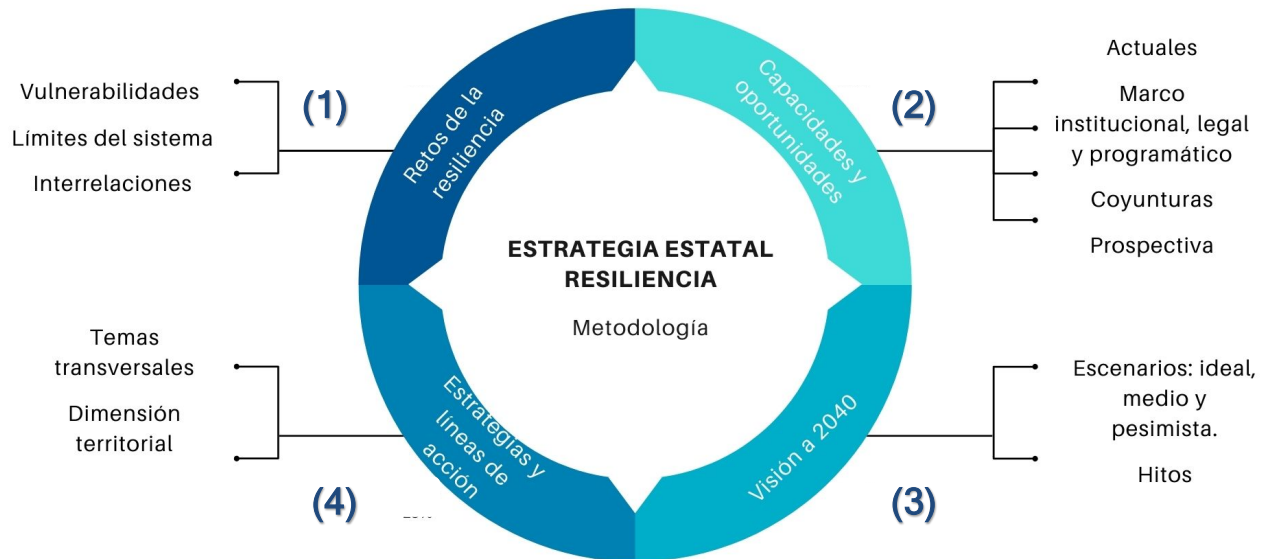 (1)
Retos de la
resiliencia
Vulnerabilidades
Límites del sistema
Interrelaciones
(2)
Capacidades y
oportunidades
Actuales
Marco
institucional, legal
y programático
Coyunturas
Prospectiva
ESTRATEGIA ESTATAL
RESILIENCIA
Metodología
(3)
Visión a 2040
Escenarios: ideal,
medio y
pesimista.
Hitos
(4)
Estrategias y
líneas de
acción
Temas
transversales
Dimensión
territorial